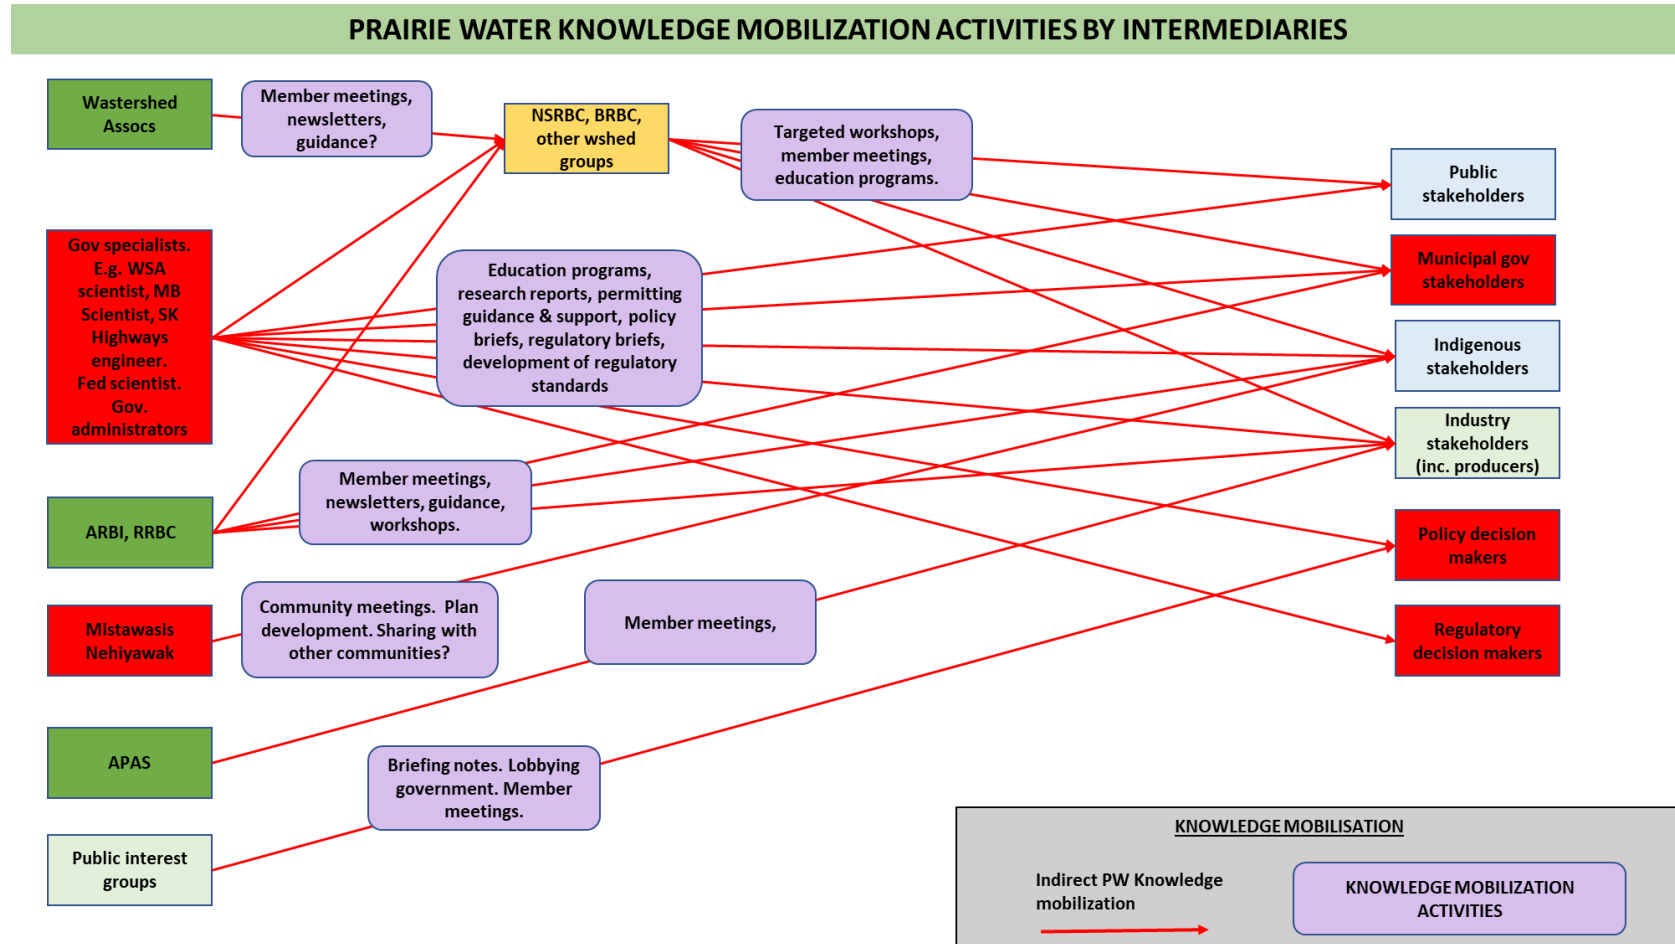 PRAIRIE WATER KNOWLEDGE MOBILIZATION ACTIVITIES BY INTERMEDIARIES
Wastershed
Assocs
Member meetings,
newsletters,
guidance?
NSRBC, BRBC,
other wshed
groups
Targeted workshops,
member meetings,
education programs.
Public
stakeholders
Gov specialists.
E.g. WSA
scientist, MB
Scientist, SK
Highways
engineer.
Fed scientist.
Gov.
administrators
Education programs,
research reports, permitting
guidance & support, policy
briefs, regulatory briefs,
development of regulatory
standards
Municipal gov
stakeholders
Indigenous
stakeholders
Industry
stakeholders
(inc. producers)
ARBI, RRBC
Member meetings,
newsletters, guidance,
workshops.
Policy decision
makers
Mistawasis
Nehiyawak
Community meetings. Plan
development. Sharing with
other communities?
Member meetings,
Regulatory
decision makers
APAS
Briefing notes. Lobbying
government. Member
meetings.
Public interest
groups
KNOWLEDGE MOBILISATION
Indirect PW Knowledge
mobilization
KNOWLEDGE MOBILIZATION
ACTIVITIES